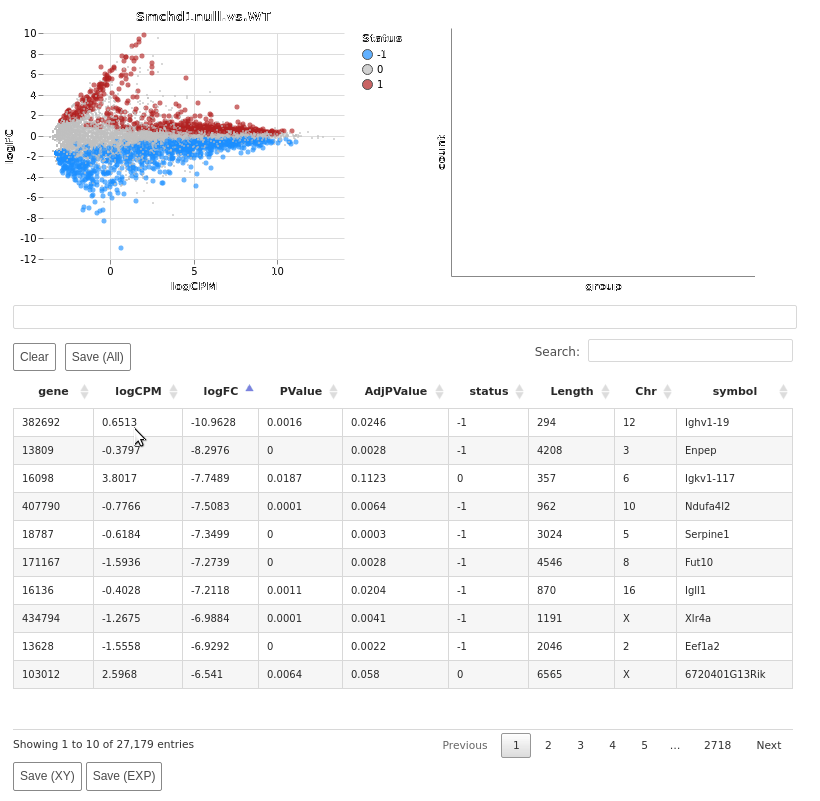 Smchd1.null.vs.WT
Status
-1
0
1
10
8
6
4
2
0
-2
-4
-6
-8
-10
-12
logFC
0
5
10
logCPM
count
group
Clear
Save (All)
Search:
gene logCPM logFC PValue AdjPValue status Length Chr symbol
382692 0.6513 -10.9628 0.0016 0.0246 -1 294 12 Ighv1-19
13809 -0.3797 -8.2976 0 0.0028 -1 4208 3 Enpep
16098 3.8017 -7.7489 0.0187 0.1123 0 357 6 Igkv1-117
407790 -0.7766 -7.5083 0.0001 0.0064 -1 962 10 Ndufa4l2
18787 -0.6184 -7.3499 0 0.0003 -1 3024 5 Serpine1
171167 -1.5936 -7.2739 0 0.0028 -1 4546 8 Fut10
16136 -0.4028 -7.2118 0.0011 0.0204 -1 870 16 Igll1
434794 -1.2675 -6.9884 0.0001 0.0041 -1 1191 X Xlr4a
13628 -1.5558 -6.9292 0 0.0022 -1 2046 2 Eef1a2
103012 2.5968 -6.541 0.0064 0.058 0 6565 X 6720401G13Rik
Showing 1 to 10 of 27,179 entries
Previous 1 2 3 4 5 … 2718 Next
Save (XY)
Save (EXP)